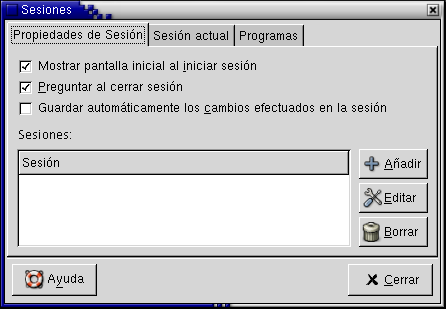 Sesiones
Propiedades de Sesión Sesión actual Programas
Mostrar pantalla inicial al iniciar sesión
Preguntar al cerrar sesión
Guardar automáticamente los cambios efectuados en la sesión
Sesiones:
Sesión
Añadir
Editar
Borrar
Ayuda Cerrar